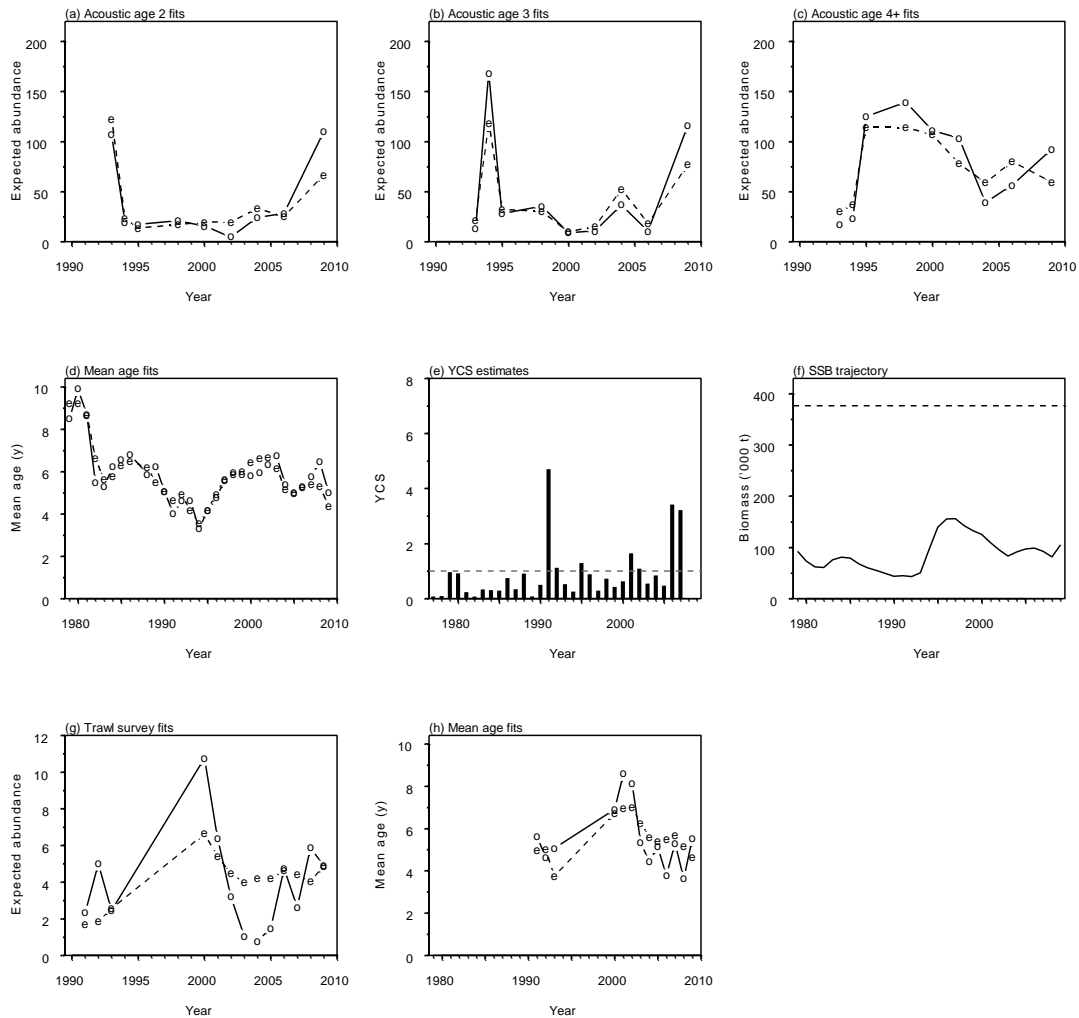 (a) Acoustic age 2 fits
Expected abundance
200
150
100
50
0
1990 1995 2000 2005 2010
Year
(b) Acoustic age 3 fits
Expected abundance
200
150
100
50
0
1990 1995 2000 2005 2010
Year
(c) Acoustic age 4+ fits
Expected abundance
200
150
100
50
0
1990 1995 2000 2005 2010
Year
(d) Mean age fits
Mean age (y)
10
8
6
4
2
0
1980 1990 2000 2010
Year
(e) YCS estimates
YCS
8
6
4
2
0
1980 1990 2000
Year
(f) SSB trajectory
Biomass ('000 t)
400
300
200
100
0
1980 1990 2000
Year
(g) Trawl survey fits
Expected abundance
12
10
8
6
4
2
0
1990 1995 2000 2005 2010
Year
(h) Mean age fits
Mean age (y)
10
8
6
4
2
0
1980 1990 2000 2010
Year